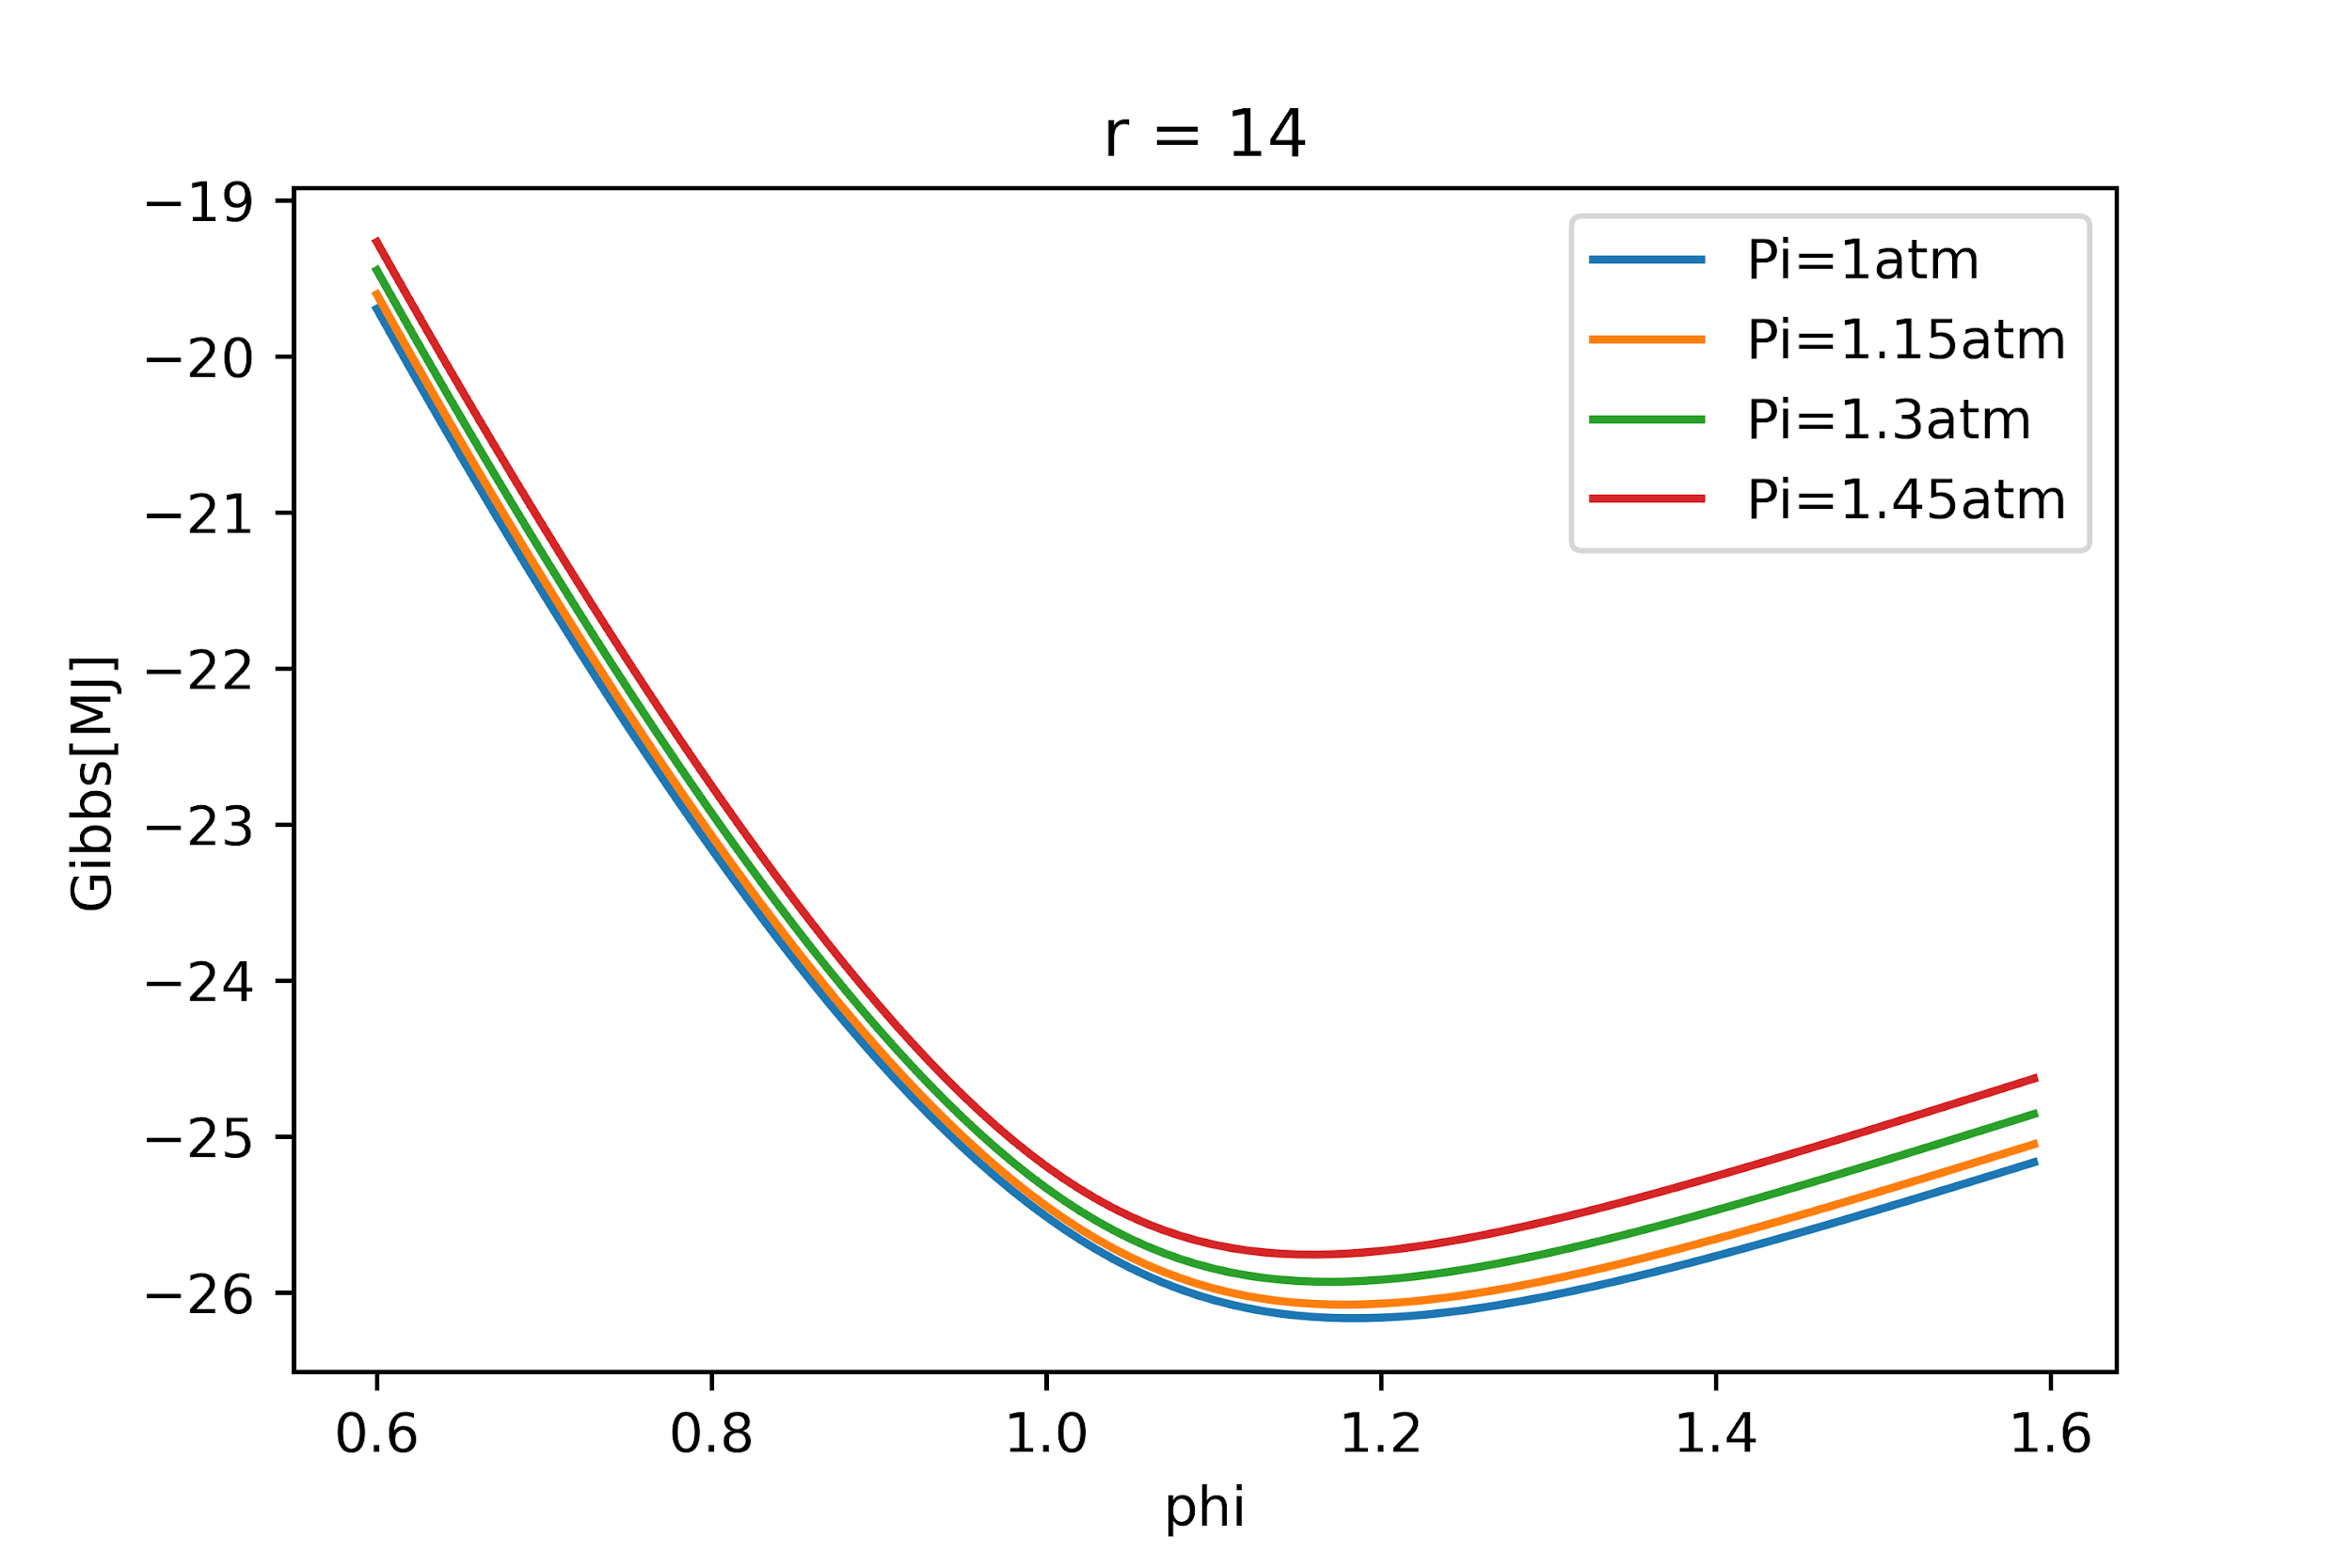 r = 14
−19
−20
−21
−22
−23
−24
−25
−26
Gibbs[MJ]
Pi=1atm
Pi=1.15atm
Pi=1.3atm
Pi=1.45atm
0.6 0.8 1.0 1.2 1.4 1.6
phi